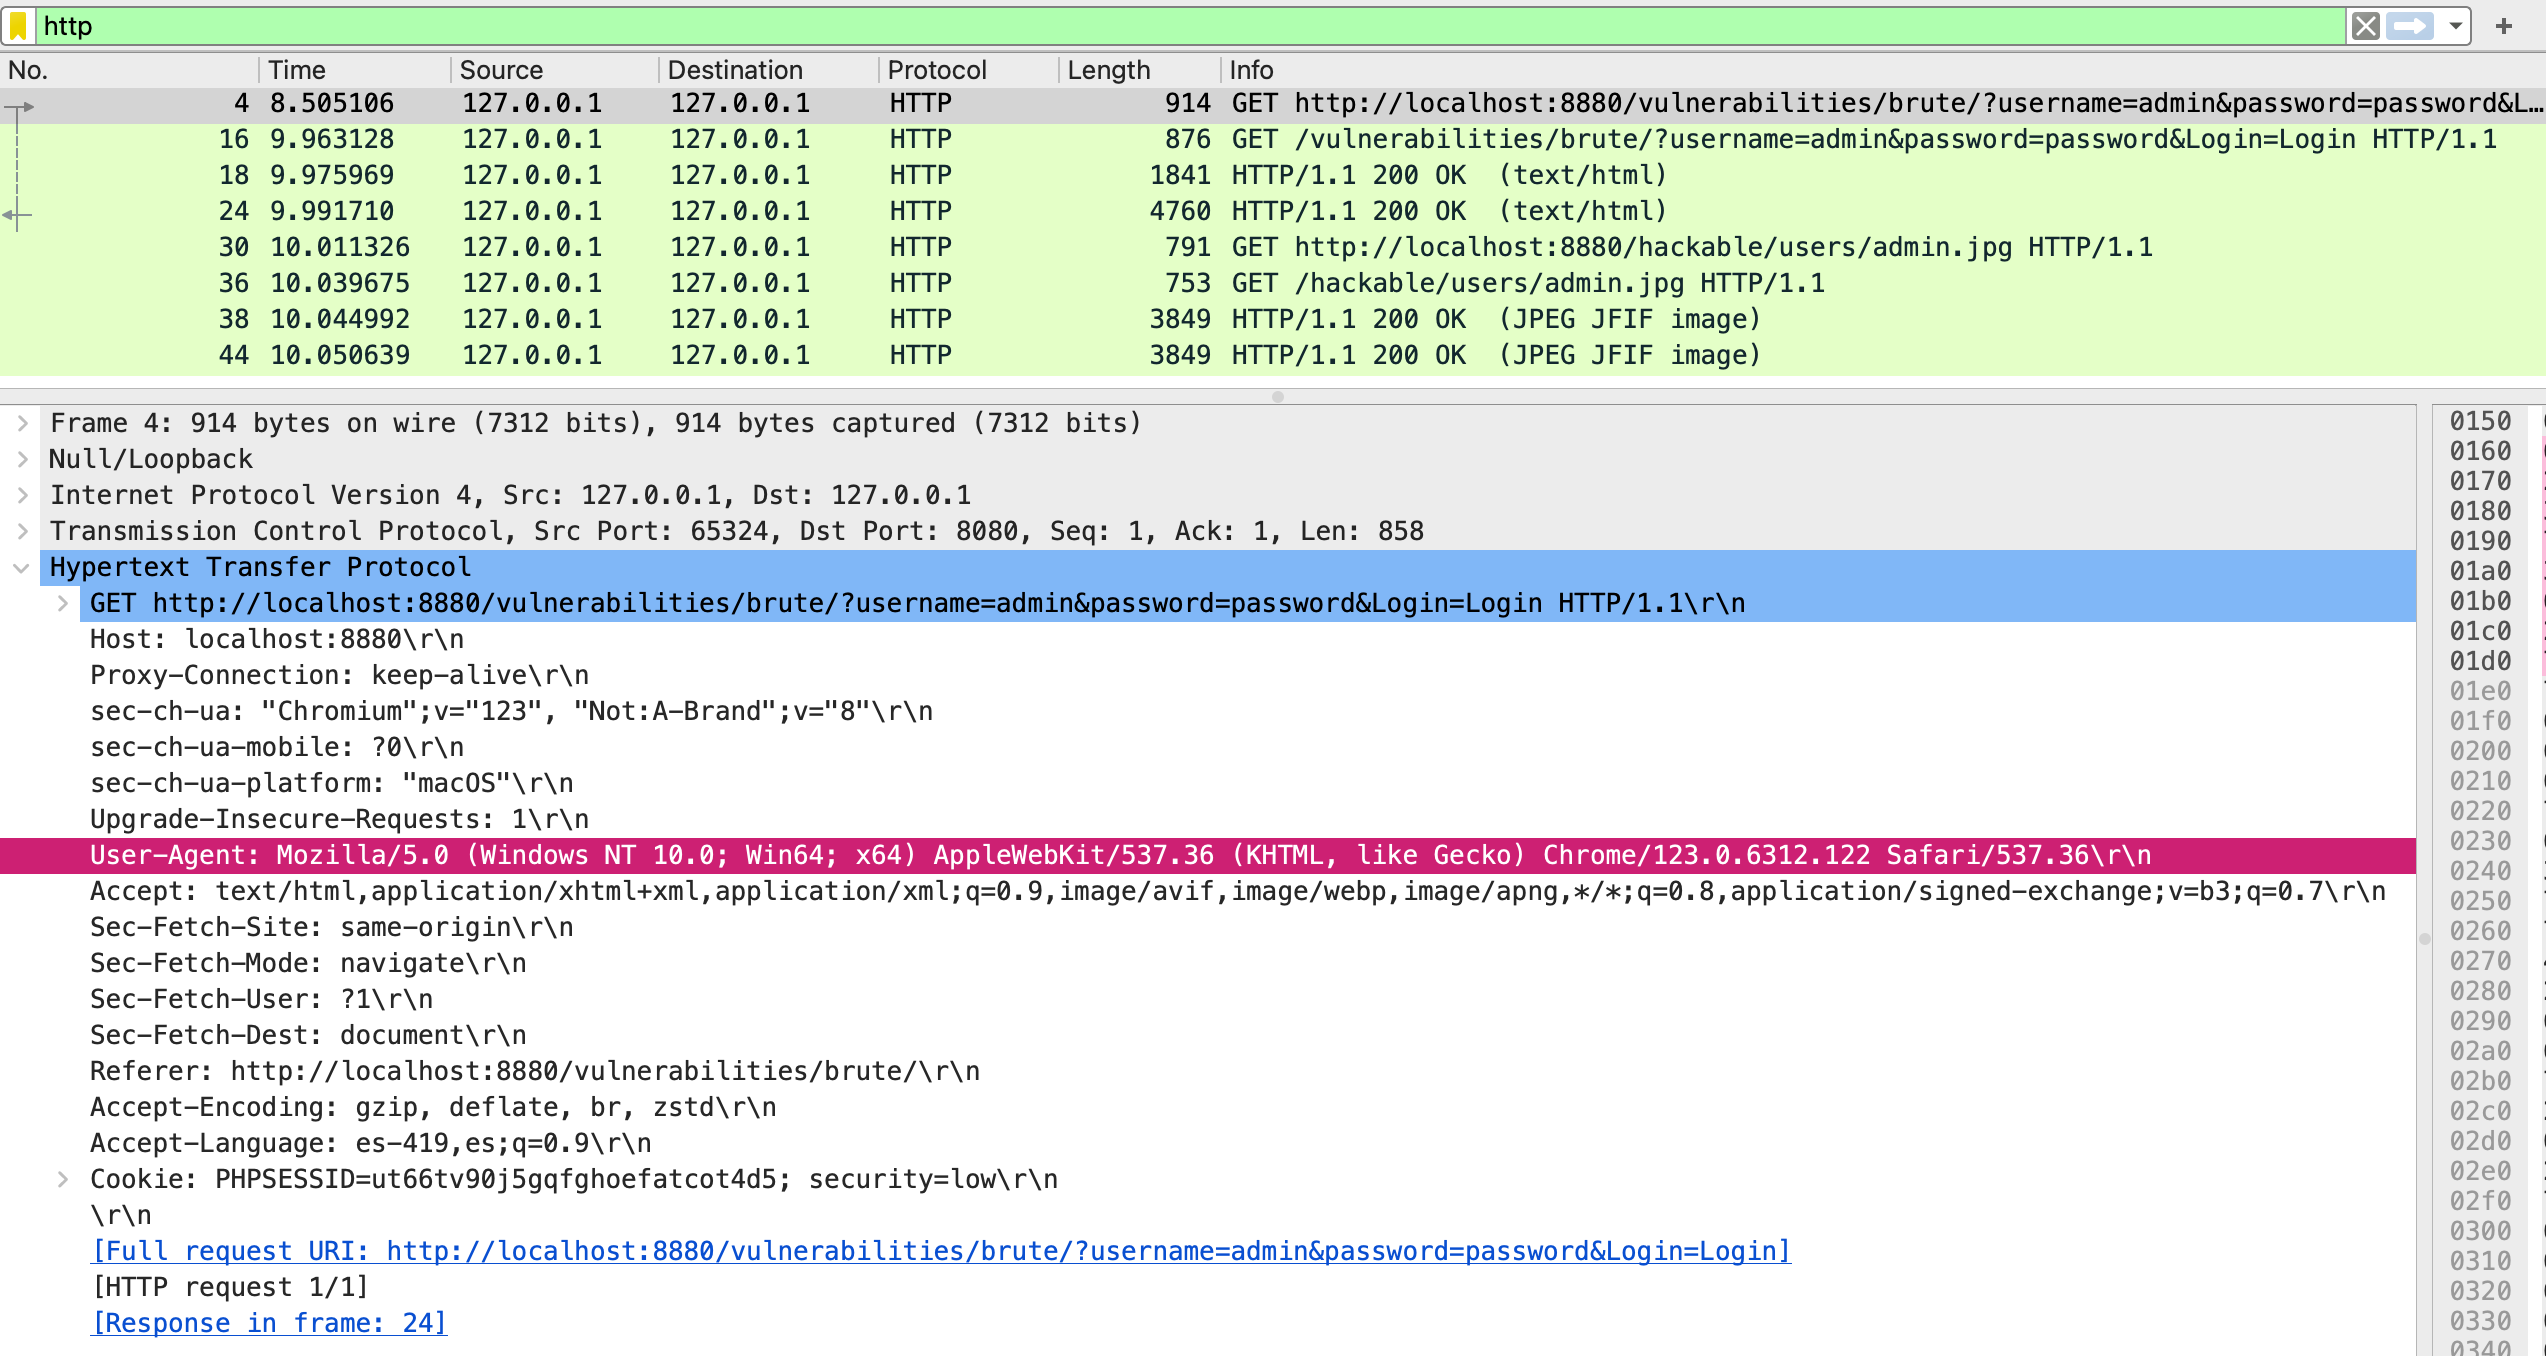 http
No. Time Source Destination Protocol Length Info
4 8.505106 127.0.0.1 127.0.0.1 HTTP 914 GET http://localhost:8880/vulnerabilities/brute/?username=admin&password=password&L…
16 9.963128 127.0.0.1 127.0.0.1 HTTP 876 GET /vulnerabilities/brute/?username=admin&password=password&Login=Login HTTP/1.1
18 9.975969 127.0.0.1 127.0.0.1 HTTP 1841 HTTP/1.1 200 OK (text/html)
24 9.991710 127.0.0.1 127.0.0.1 HTTP 4760 HTTP/1.1 200 OK (text/html)
30 10.011326 127.0.0.1 127.0.0.1 HTTP 791 GET http://localhost:8880/hackable/users/admin.jpg HTTP/1.1
36 10.039675 127.0.0.1 127.0.0.1 HTTP 753 GET /hackable/users/admin.jpg HTTP/1.1
38 10.044992 127.0.0.1 127.0.0.1 HTTP 3849 HTTP/1.1 200 OK (JPEG JFIF image)
44 10.050639 127.0.0.1 127.0.0.1 HTTP 3849 HTTP/1.1 200 OK (JPEG JFIF image)
Frame 4: 914 bytes on wire (7312 bits), 914 bytes captured (7312 bits)
Null/Loopback
Internet Protocol Version 4, Src: 127.0.0.1, Dst: 127.0.0.1
Transmission Control Protocol, Src Port: 65324, Dst Port: 8080, Seq: 1, Ack: 1, Len: 858
Hypertext Transfer Protocol
GET http://localhost:8880/vulnerabilities/brute/?username=admin&password=password&Login=Login HTTP/1.1\r\n
Host: localhost:8880\r\n
Proxy-Connection: keep-alive\r\n
sec-ch-ua: "Chromium";v="123", "Not:A-Brand";v="8"\r\n
sec-ch-ua-mobile: ?0\r\n
sec-ch-ua-platform: "macOS"\r\n
Upgrade-Insecure-Requests: 1\r\n
User-Agent: Mozilla/5.0 (Windows NT 10.0; Win64; x64) AppleWebKit/537.36 (KHTML, like Gecko) Chrome/123.0.6312.122 Safari/537.36\r\n
Accept: text/html,application/xhtml+xml,application/xml;q=0.9,image/avif,image/webp,image/apng,*/*;q=0.8,application/signed-exchange;v=b3;q=0.7\r\n
Sec-Fetch-Site: same-origin\r\n
Sec-Fetch-Mode: navigate\r\n
Sec-Fetch-User: ?1\r\n
Sec-Fetch-Dest: document\r\n
Referer: http://localhost:8880/vulnerabilities/brute/\r\n
Accept-Encoding: gzip, deflate, br, zstd\r\n
Accept-Language: es-419,es;q=0.9\r\n
Cookie: PHPSESSID=ut66tv90j5gqfghoefatcot4d5; security=low\r\n
\r\n
[Full request URI: http://localhost:8880/vulnerabilities/brute/?username=admin&password=password&Login=Login]
[HTTP request 1/1]
[Response in frame: 24]
0150
0160
0170
0180
0190
01a0
01b0
01c0
01d0
01e0
01f0
0200
0210
0220
0230
0240
0250
0260
0270
0280
0290
02a0
02b0
02c0
02d0
02e0
02f0
0300
0310
0320
0330
0340